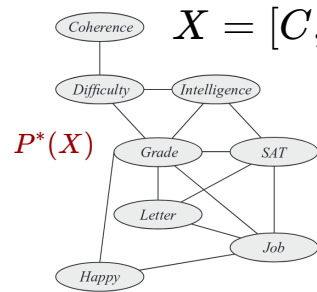 Coherence X = [C,
Difficulty Intelligence
P*(X) Grade SAT
Letter
Job
Happy